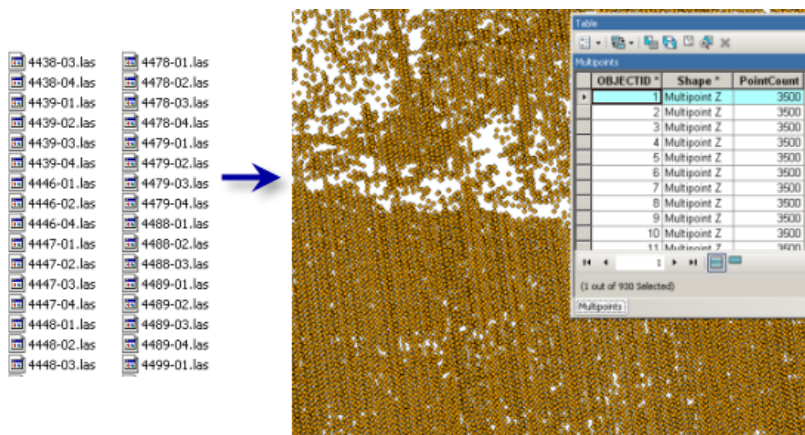 4438-03.las
4438-04.las
4439-01.las
4439-02.las
4439-03.las
4439-04.las
4446-01.las
4446-02.las
4446-04.las
4447-01.las
4447-02.las
4447-03.las
4447-04.las
4448-01.las
4448-02.las
4448-03.las
4478-01.las
4478-02.las
4478-03.las
4478-04.las
4479-01.las
4479-02.las
4479-03.las
4479-04.las
4488-01.las
4488-02.las
4488-03.las
4489-01.las
4489-02.las
4489-03.las
4489-04.las
4499-01.las
Table
Multipoints
OBJECTID * Shape * PointCount
1 Multipoint Z 3500
2 Multipoint Z 3500
3 Multipoint Z 3500
4 Multipoint Z 3500
5 Multipoint Z 3500
6 Multipoint Z 3500
7 Multipoint Z 3500
8 Multipoint Z 3500
9 Multipoint Z 3500
10 Multipoint Z 3500
11 Multipoint Z 3500
1
(1 out of 930 Selected)
Multipoints